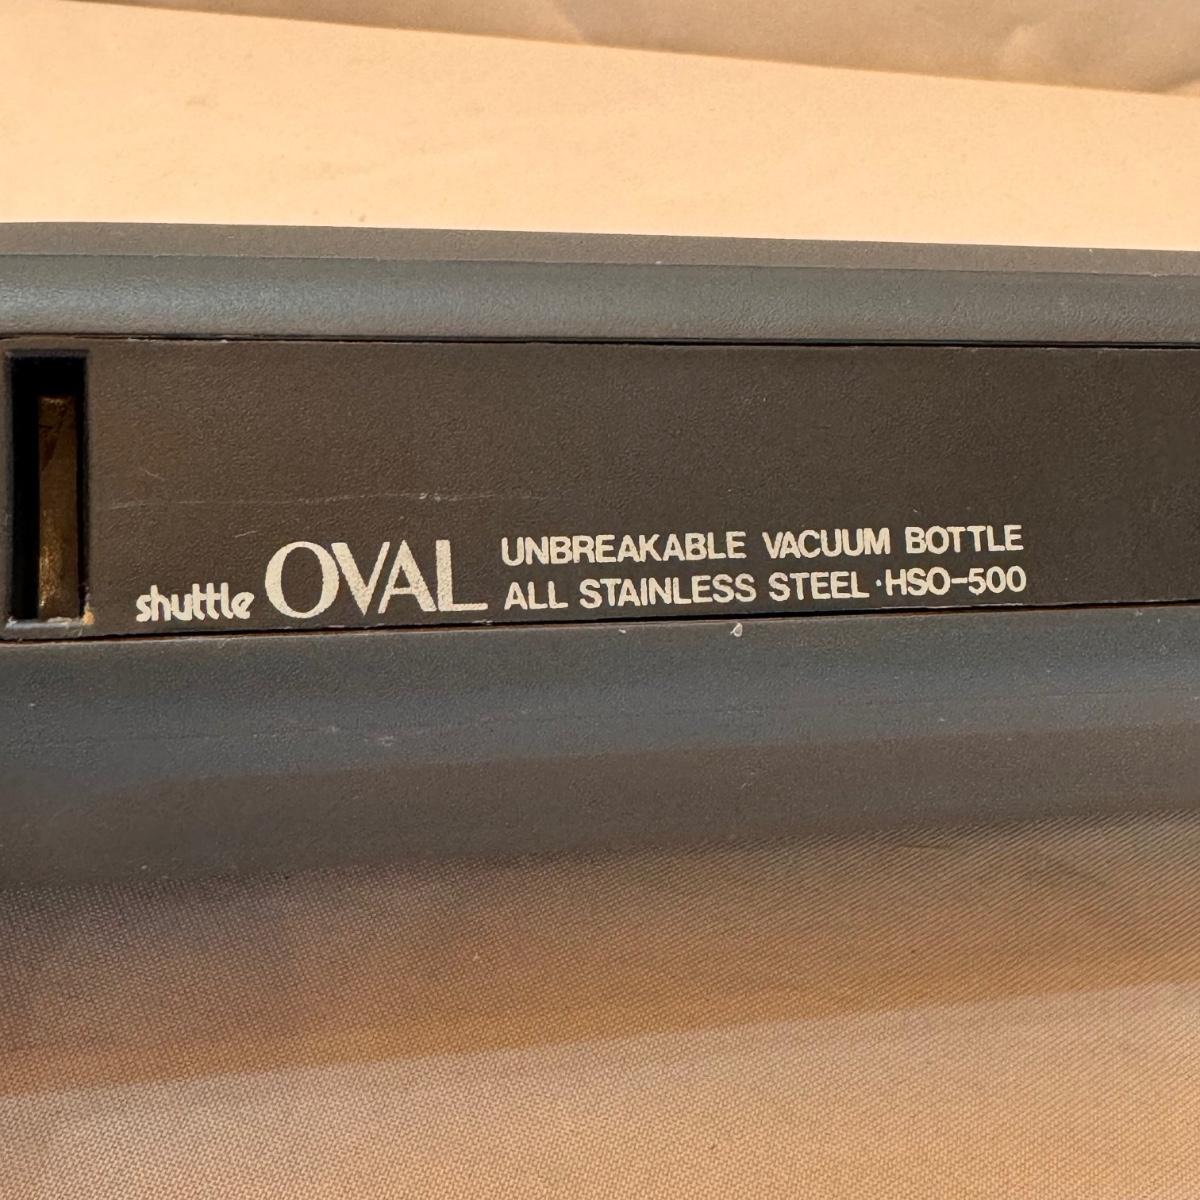 shuttle OVAL
UNBREAKABLE VACUUM BOTTLE
ALL STAINLESS STEEL·HSO-500